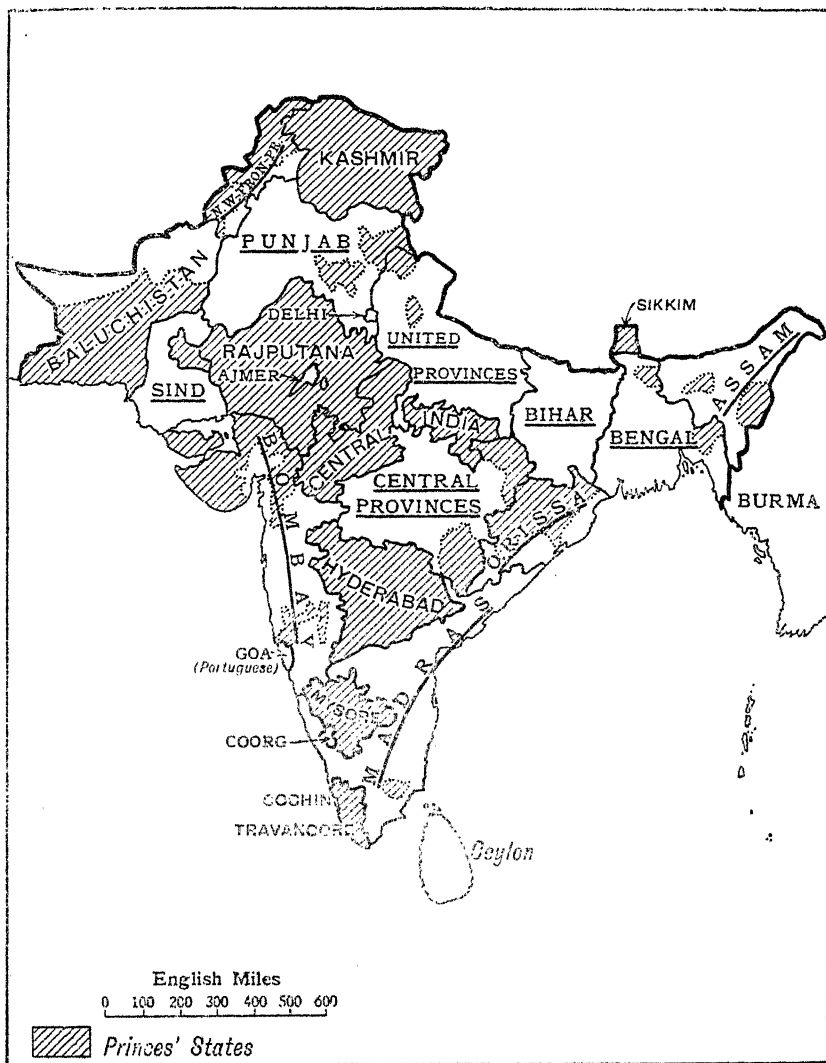 KASHMIR
N.W. FRON. PR.
PUNJAB
BALUCHISTAN
DELHI
SIKKIM
UNITED
PROVINCES
RAJPUTANA
AJMER
SIND
ASSAM
BIHAR
INDIA
BENGAL
CENTRAL
CENTRAL
PROVINCES
BURMA
BOMBAY
ORISSA
HYDERABAD
GOA
(Portuguese)
MADRAS
MYSORE
COORG
COCHIN
TRAVANCORE
Ceylon
English Miles
0 100 200 300 400 500 600
Princes' States